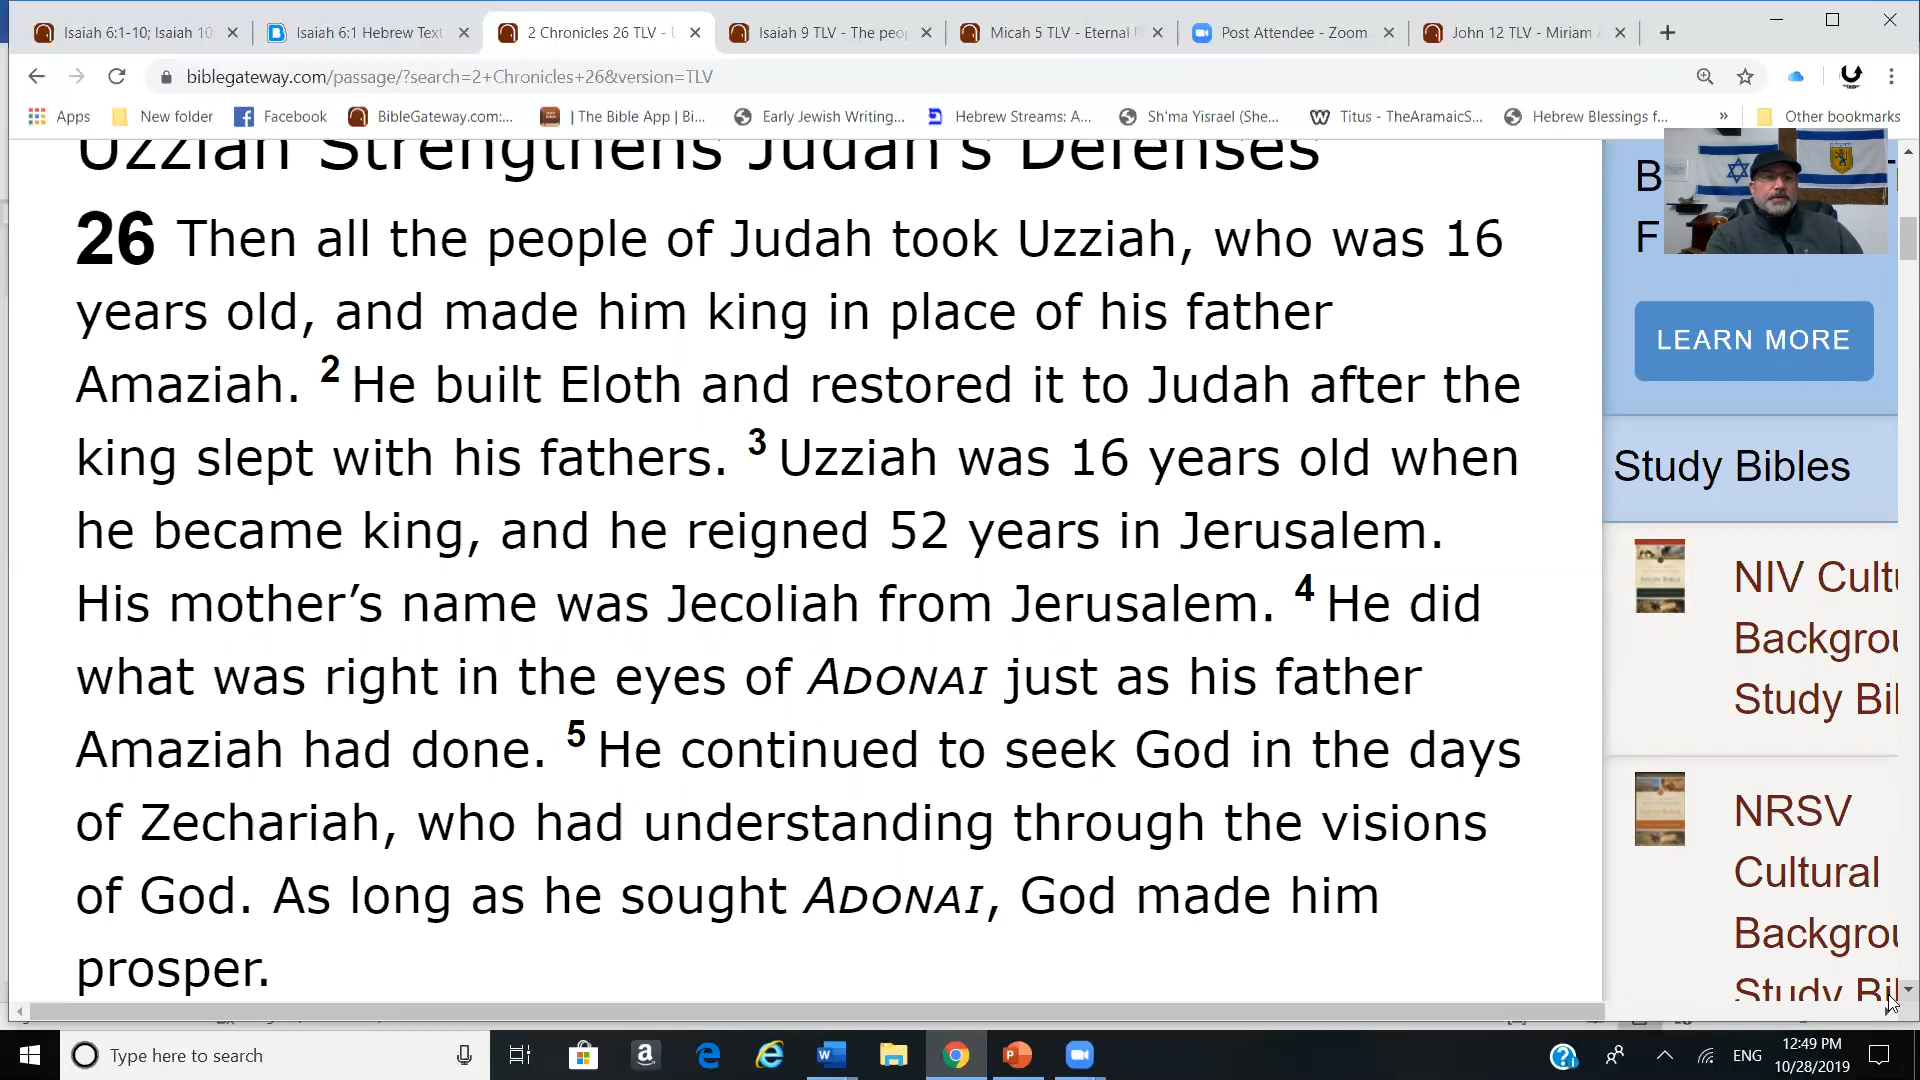 Isaiah 6:1-10; Isaiah 10
Isaiah 6:1 Hebrew Text
2 Chronicles 26 TLV -
Isaiah 9 TLV - The peo
Micah 5 TLV - Eternal
Post Attendee - Zoom
John 12 TLV - Miriam
biblegateway.com/passage/?search=2+Chronicles+26&version=TLV
Apps
New folder
Facebook
BibleGateway.com:...
| The Bible App | Bi...
Early Jewish Writing...
Hebrew Streams: A...
Sh'ma Yisrael (She...
Titus - TheAramaicS...
Hebrew Blessings f...
»
Other bookmarks
Uzziah Strengthens Judah's Defenses
26 Then all the people of Judah took Uzziah, who was 16
years old, and made him king in place of his father
Amaziah. 2 He built Eloth and restored it to Judah after the
king slept with his fathers. 3 Uzziah was 16 years old when
he became king, and he reigned 52 years in Jerusalem.
His mother’s name was Jecoliah from Jerusalem. 4 He did
what was right in the eyes of ADONAI just as his father
Amaziah had done. 5 He continued to seek God in the days
of Zechariah, who had understanding through the visions
of God. As long as he sought ADONAI, God made him
prosper.
B
F
LEARN MORE
Study Bibles
NIV Cultu
Backgrou
Study Bi
NRSV
Cultural
Backgrou
Study Bi
Type here to search
ENG
12:49 PM
10/28/2019